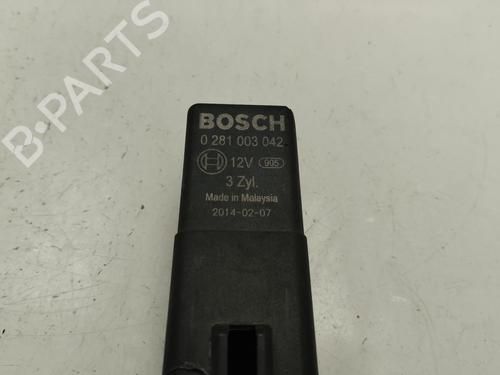 B-PARTS
BOSCH
0 281 003 042
12V 905
3 Zyl.
Made in Malaysia
2014-02-07